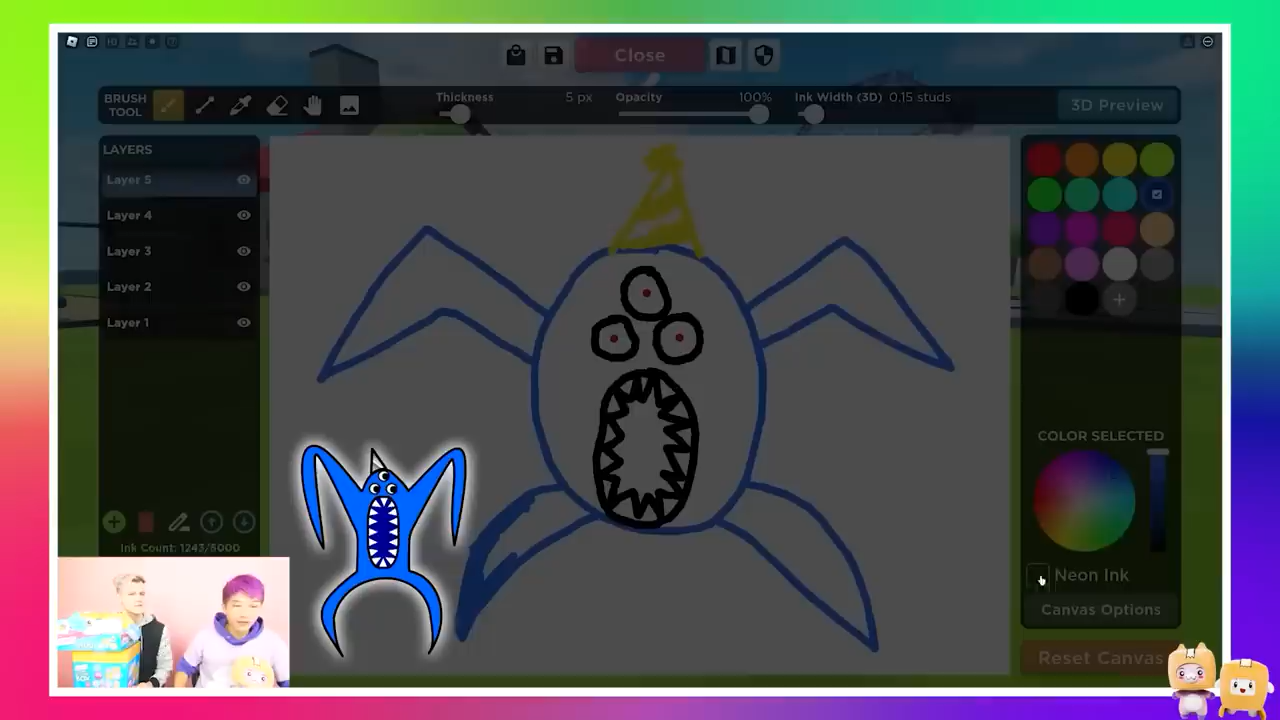 Close
BRUSH TOOL
Thickness 5 px
Opacity 100%
Ink Width (3D) 0.15 studs
3D Preview
LAYERS
Layer 5
Layer 4
Layer 3
Layer 2
Layer 1
Ink Count: 1243/5000
COLOR SELECTED
Neon Ink
Canvas Options
Reset Canvas